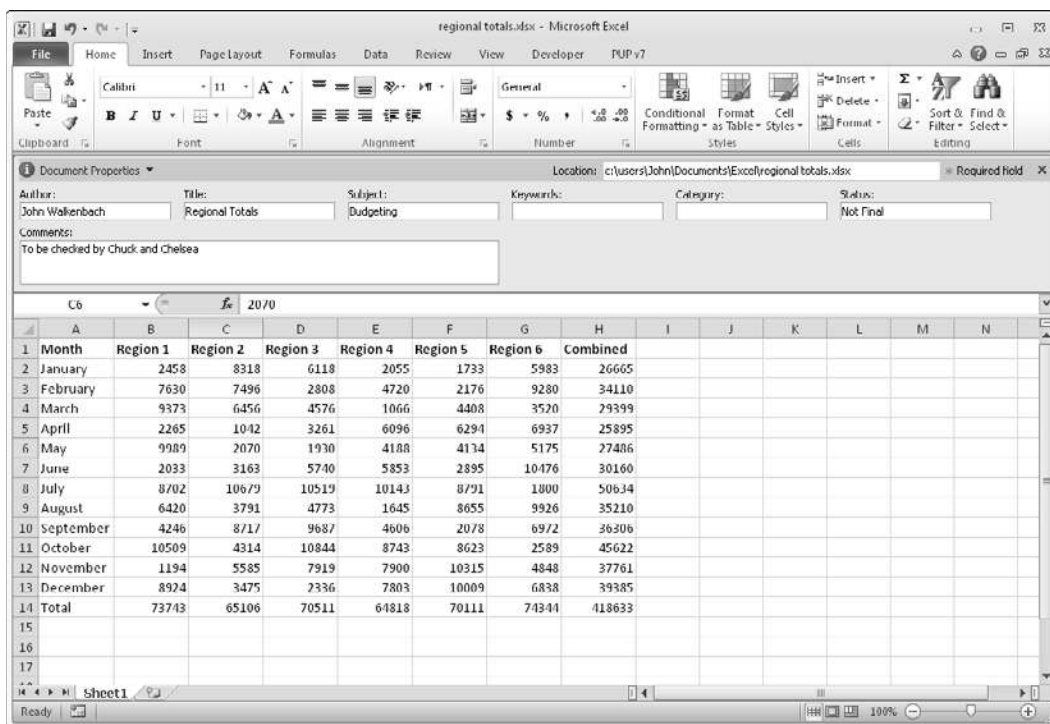 regional totals.xlsx - Microsoft Excel
File Home Insert Page Layout Formulas Data Review View Developer PUP v7
Calibri 11 A A General Insert
Paste B I U A $ % , .00 Conditional Formatting Format as Table Cell Styles Delete Format Sort & Filter Find & Select
Clipboard Font Alignment Number Styles Cells Editing
Document Properties Location: c:\users\John\Documents\Excel\regional totals.xlsx * Required field X
Author: Title: Subject: Keywords: Category: Status:
John Walkenbach Regional Totals Budgeting Not Final
Comments:
To be checked by Chuck and Chelsea
C6 fx 2070
A B C D E F G H I J K L M N
1 Month Region 1 Region 2 Region 3 Region 4 Region 5 Region 6 Combined
2 January 2458 8318 6118 2055 1733 5983 26665
3 February 7630 7496 2808 4720 2176 9280 34110
4 March 9373 6456 4576 1066 4408 3520 29399
5 April 2265 1042 3261 6096 6294 6937 25895
6 May 9989 2070 1930 4188 4134 5175 27486
7 June 2033 3163 5740 5853 2895 10476 30160
8 July 8702 10679 10519 10143 8791 1800 50634
9 August 6420 3791 4773 1645 8655 9926 35210
10 September 4246 8717 9687 4606 2078 6972 36306
11 October 10509 4314 10844 8743 8623 2589 45622
12 November 1194 5585 7919 7900 10315 4848 37761
13 December 8924 3475 2336 7803 10009 6838 39385
14 Total 73743 65106 70511 64818 70111 74344 418633
15
16
17
Sheet1
Ready 100%